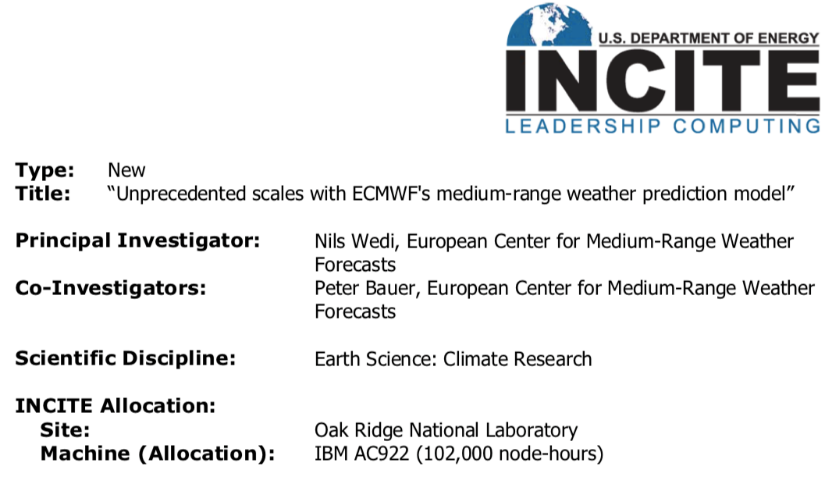 U.S. DEPARTMENT OF ENERGY
INCITE
LEADERSHIP COMPUTING
Type: New
Title: “Unprecedented scales with ECMWF's medium-range weather prediction model”
Principal Investigator: Nils Wedi, European Center for Medium-Range Weather
Forecasts
Co-Investigators: Peter Bauer, European Center for Medium-Range Weather
Forecasts
Scientific Discipline: Earth Science: Climate Research
INCITE Allocation:
Site: Oak Ridge National Laboratory
Machine (Allocation): IBM AC922 (102,000 node-hours)